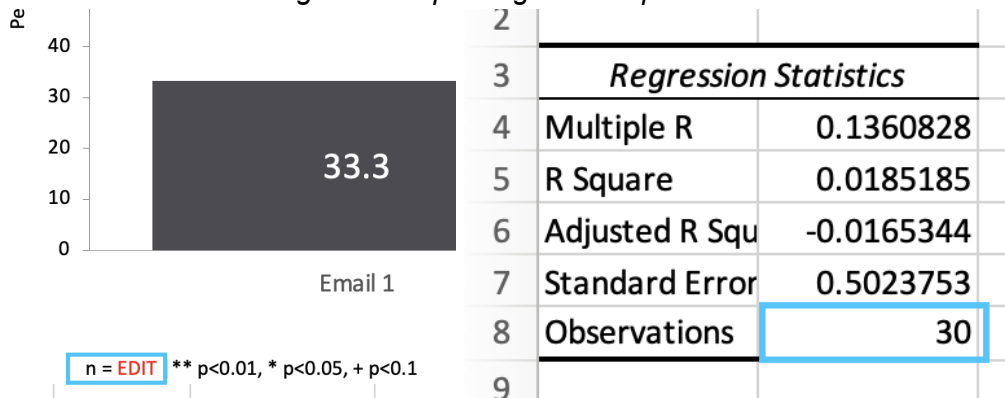 Pe
40
30
20
10
0
33.3
Email 1
n = EDIT ** p<0.01, * p<0.05, + p<0.1
2
3 Regression Statistics
4 Multiple R 0.1360828
5 R Square 0.0185185
6 Adjusted R Squ -0.0165344
7 Standard Error 0.5023753
8 Observations 30
9